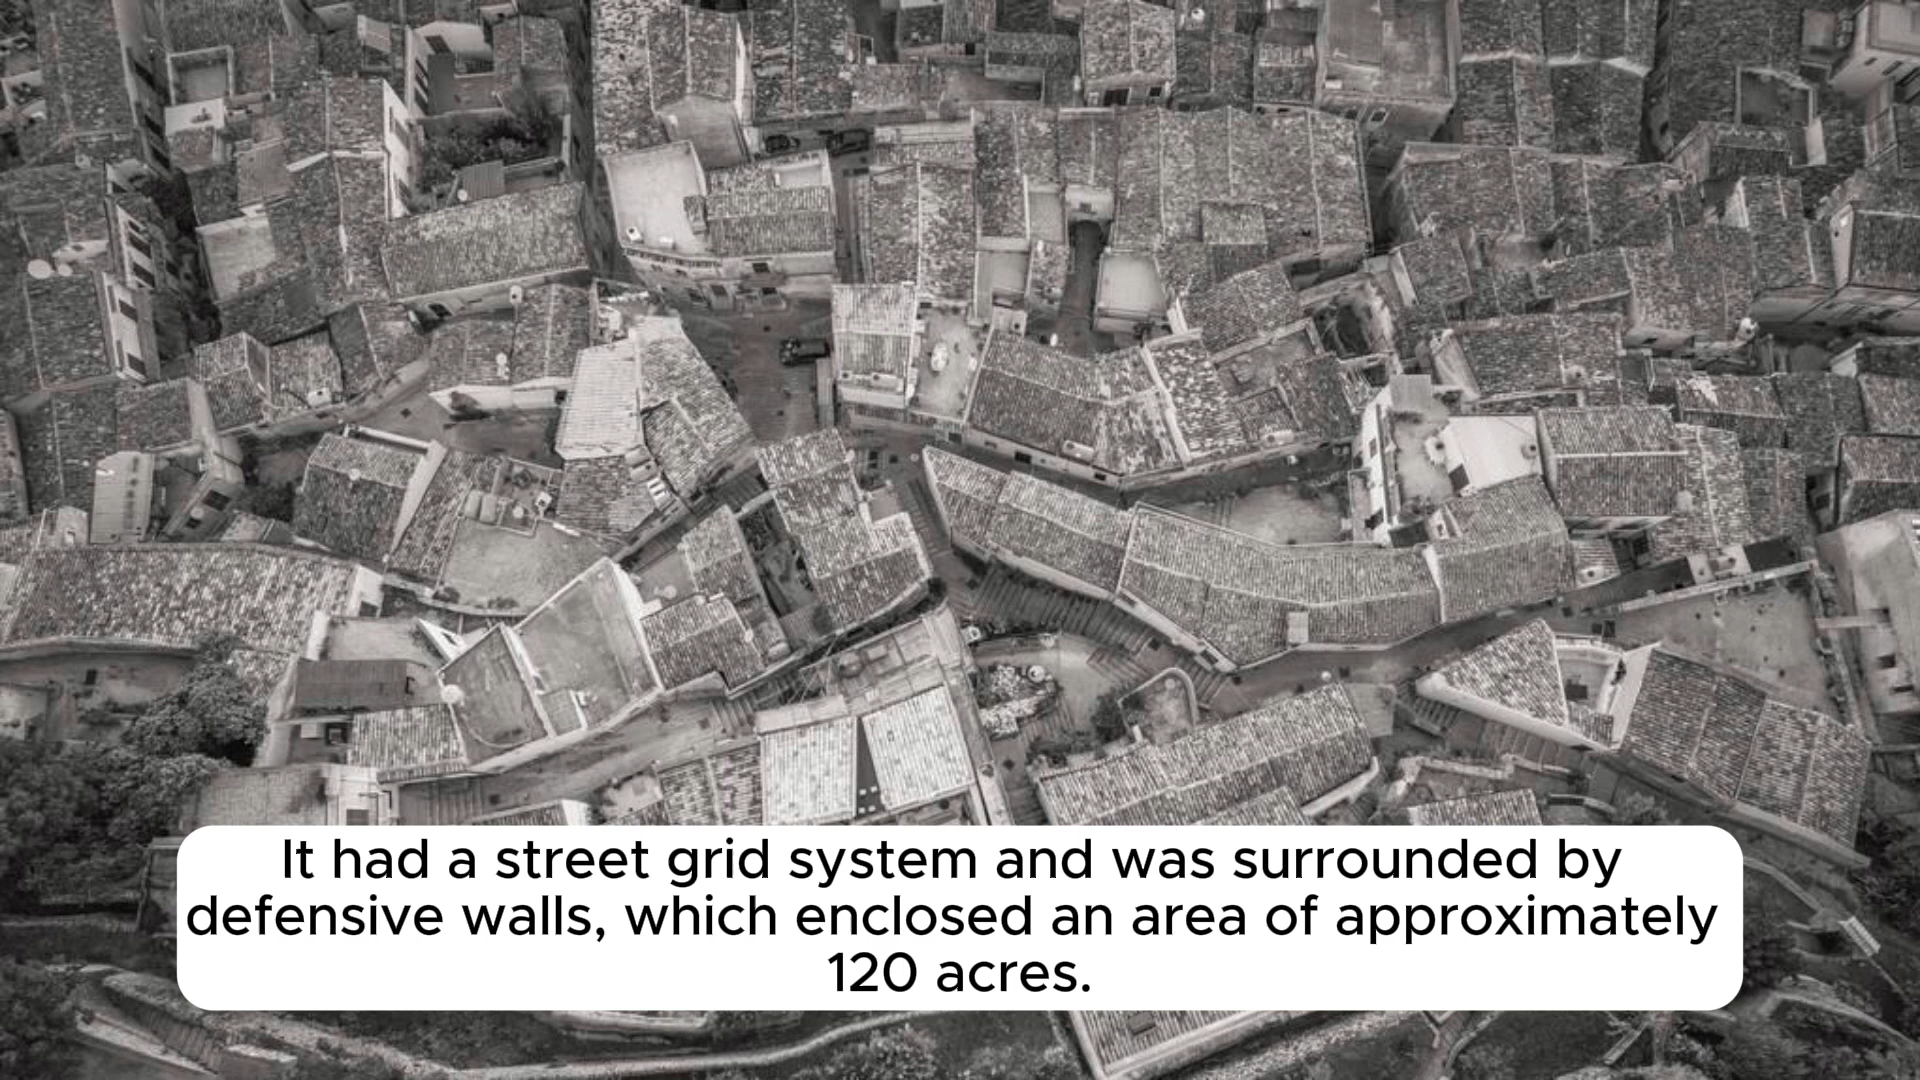 It had a street grid system and was surrounded by
defensive walls, which enclosed an area of approximately
120 acres.